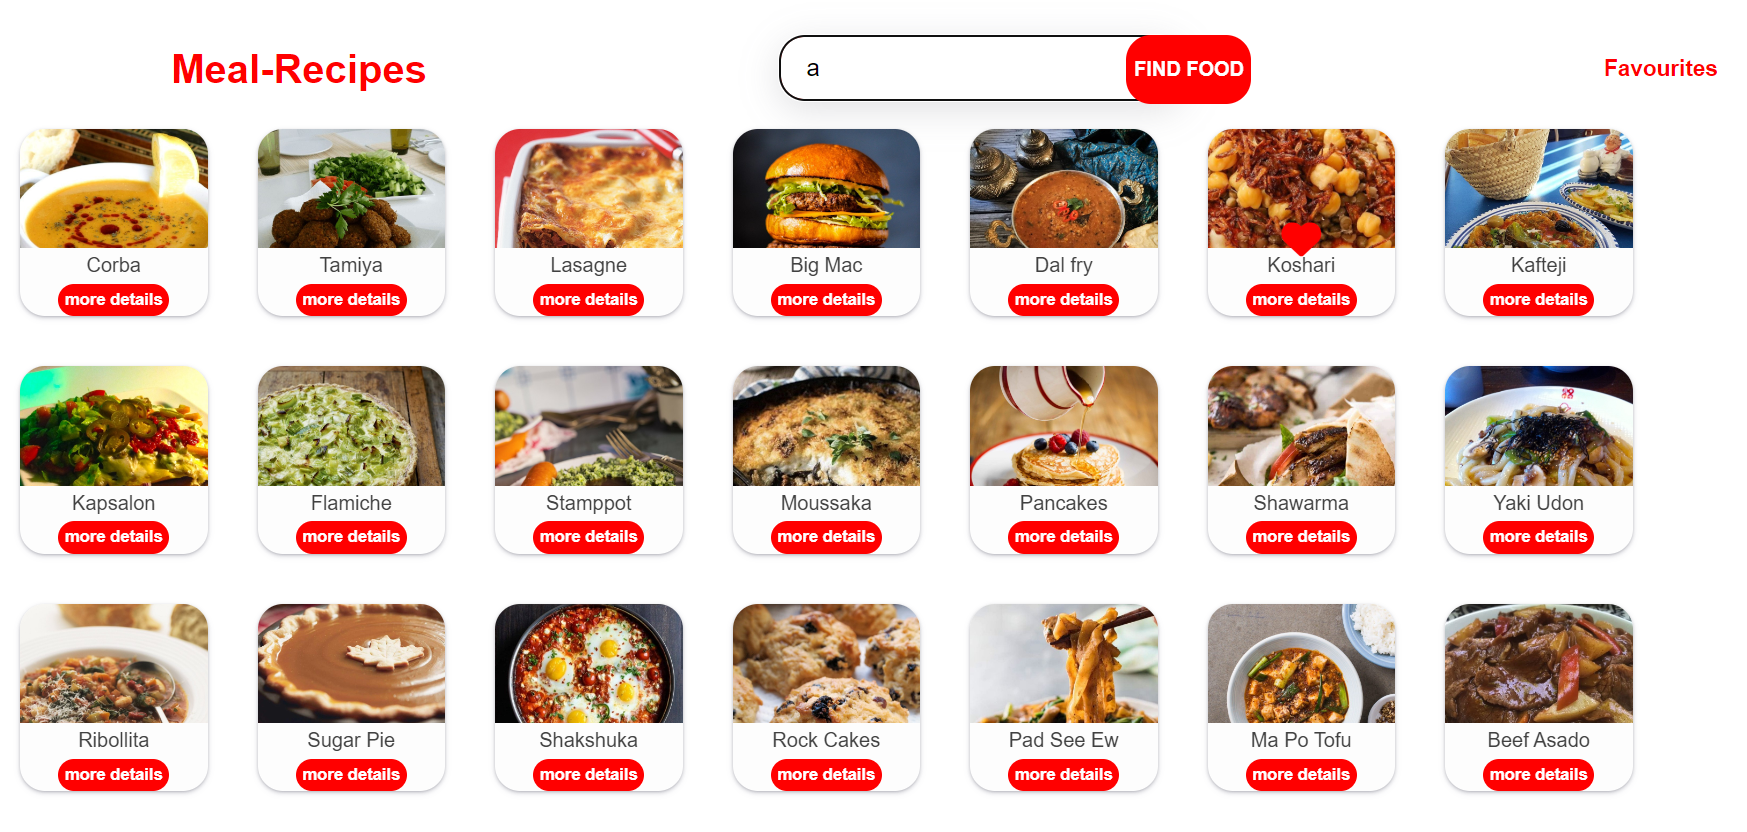 Meal-Recipes
a
FIND FOOD
Favourites
Corba
more details
Tamiya
more details
Lasagne
more details
Big Mac
more details
Dal fry
more details
Koshari
more details
Kafteji
more details
Kapsalon
more details
Flamiche
more details
Stamppot
more details
Moussaka
more details
Pancakes
more details
Shawarma
more details
Yaki Udon
more details
Ribollita
more details
Sugar Pie
more details
Shakshuka
more details
Rock Cakes
more details
Pad See Ew
more details
Ma Po Tofu
more details
Beef Asado
more details